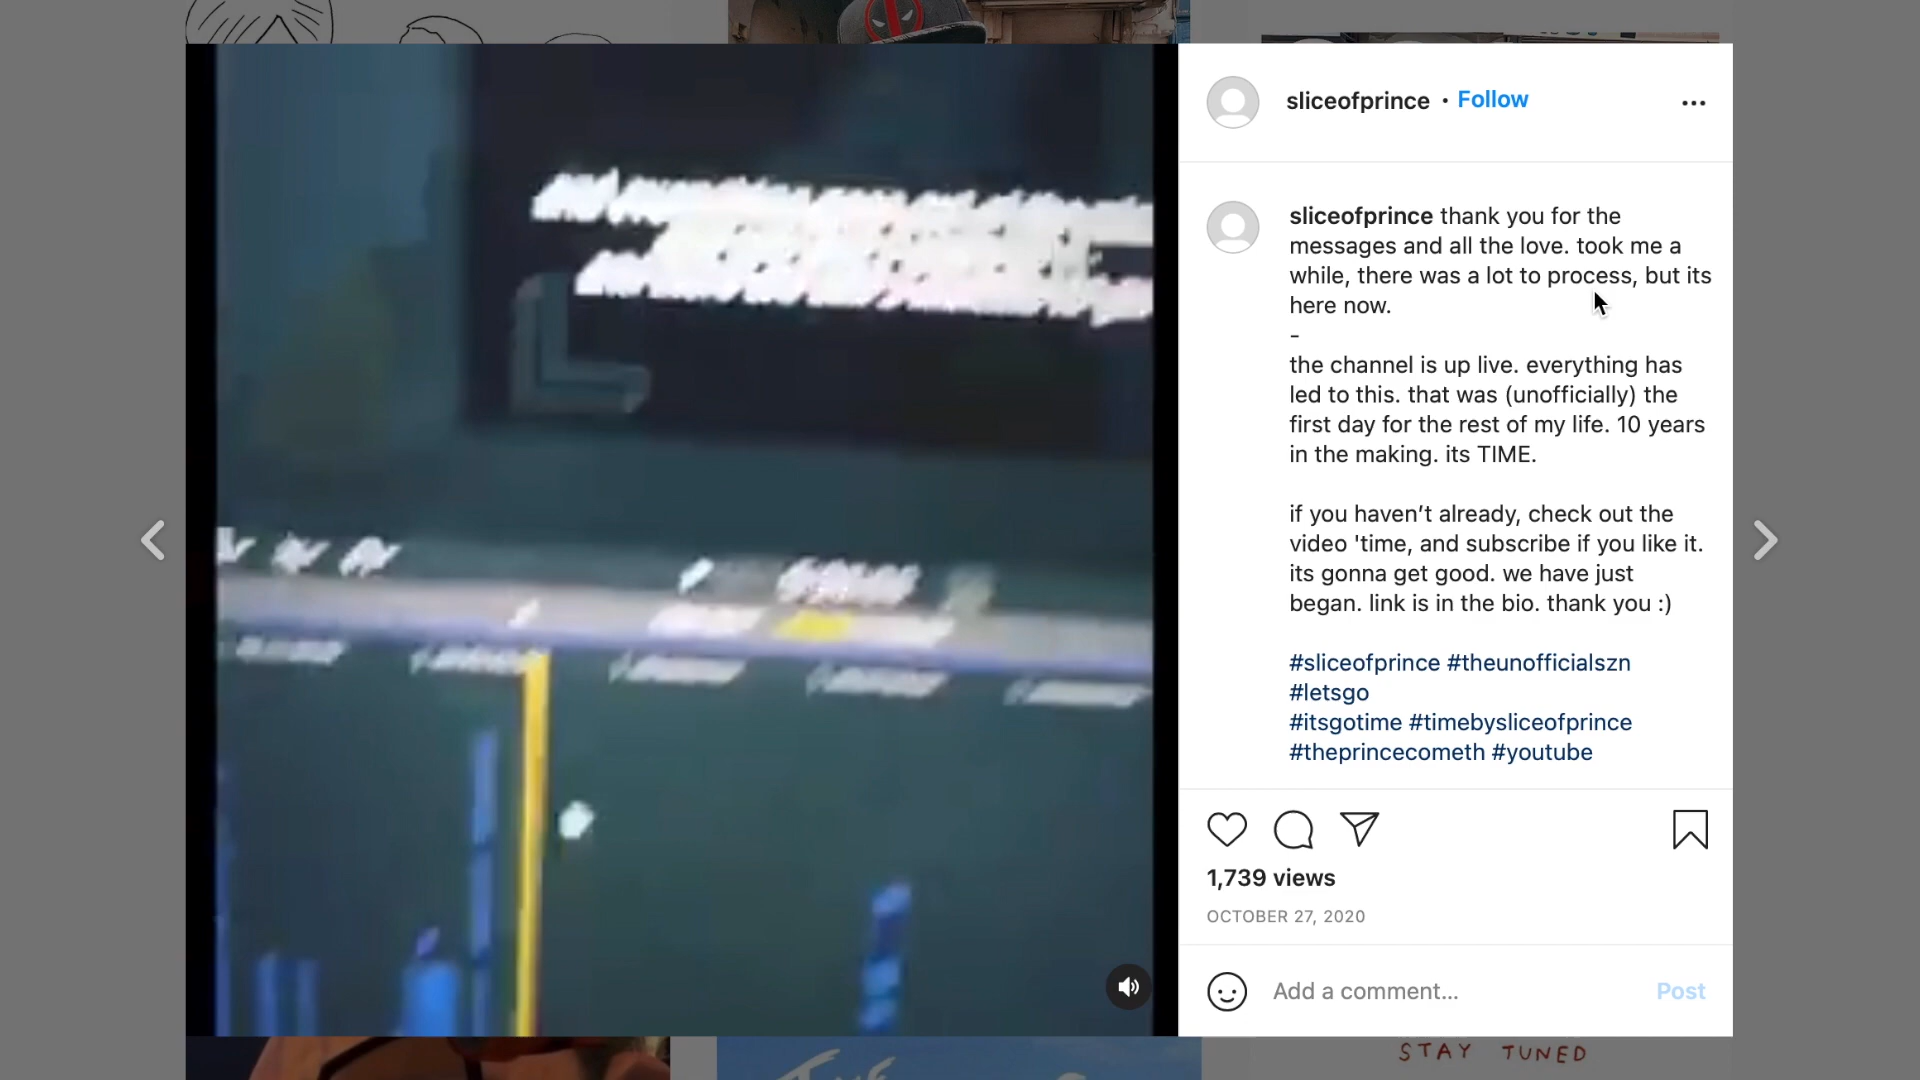 sliceofprince • Follow
sliceofprince thank you for the
messages and all the love. took me a
while, there was a lot to process, but its
here now.
-
the channel is up live. everything has
led to this. that was (unofficially) the
first day for the rest of my life. 10 years
in the making. its TIME.
if you haven’t already, check out the
video 'time, and subscribe if you like it.
its gonna get good. we have just
began. link is in the bio. thank you :)
#sliceofprince #theunofficialszn
#letsgo
#itsgotime #timebysliceofprince
#theprincecometh #youtube
1,739 views
OCTOBER 27, 2020
Add a comment... Post
STAY TUNED